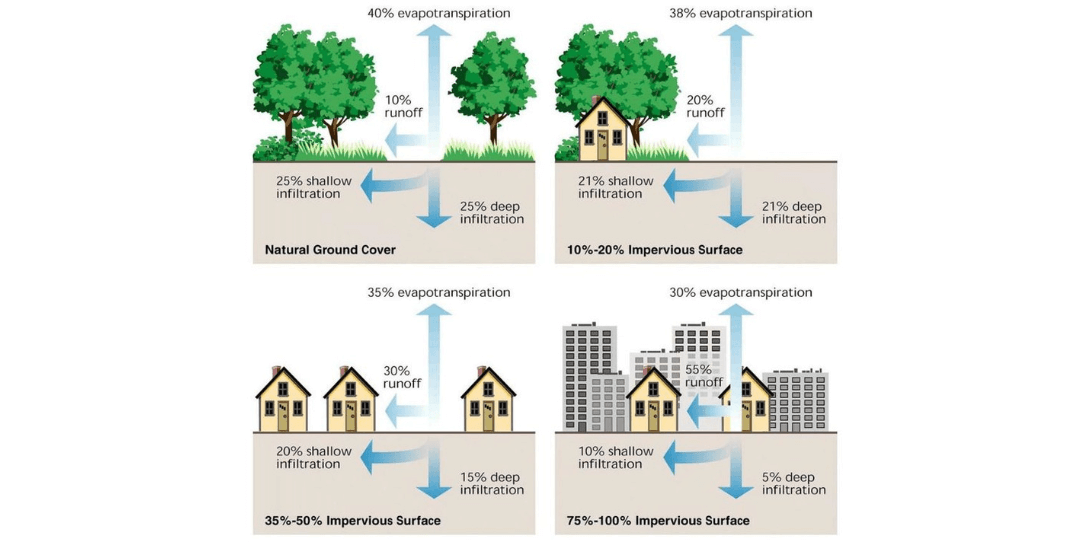 40% evapotranspiration
10%
runoff
25% shallow
infiltration
25% deep
infiltration
Natural Ground Cover
38% evapotranspiration
20%
runoff
21% shallow
infiltration
21% deep
infiltration
10%-20% Impervious Surface
35% evapotranspiration
30%
runoff
20% shallow
infiltration
15% deep
infiltration
35%-50% Impervious Surface
30% evapotranspiration
55%
runoff
10% shallow
infiltration
5% deep
infiltration
75%-100% Impervious Surface